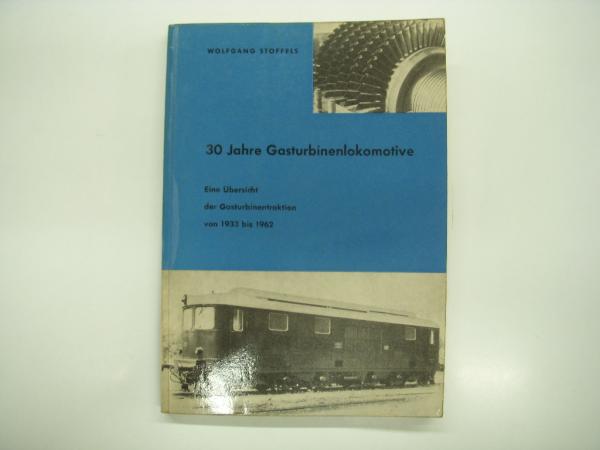 WOLFGANG STOFFELS
30 Jahre Gasturbinenlokomotive
Eine Übersicht
der Gasturbinentraktion
von 1933 bis 1962